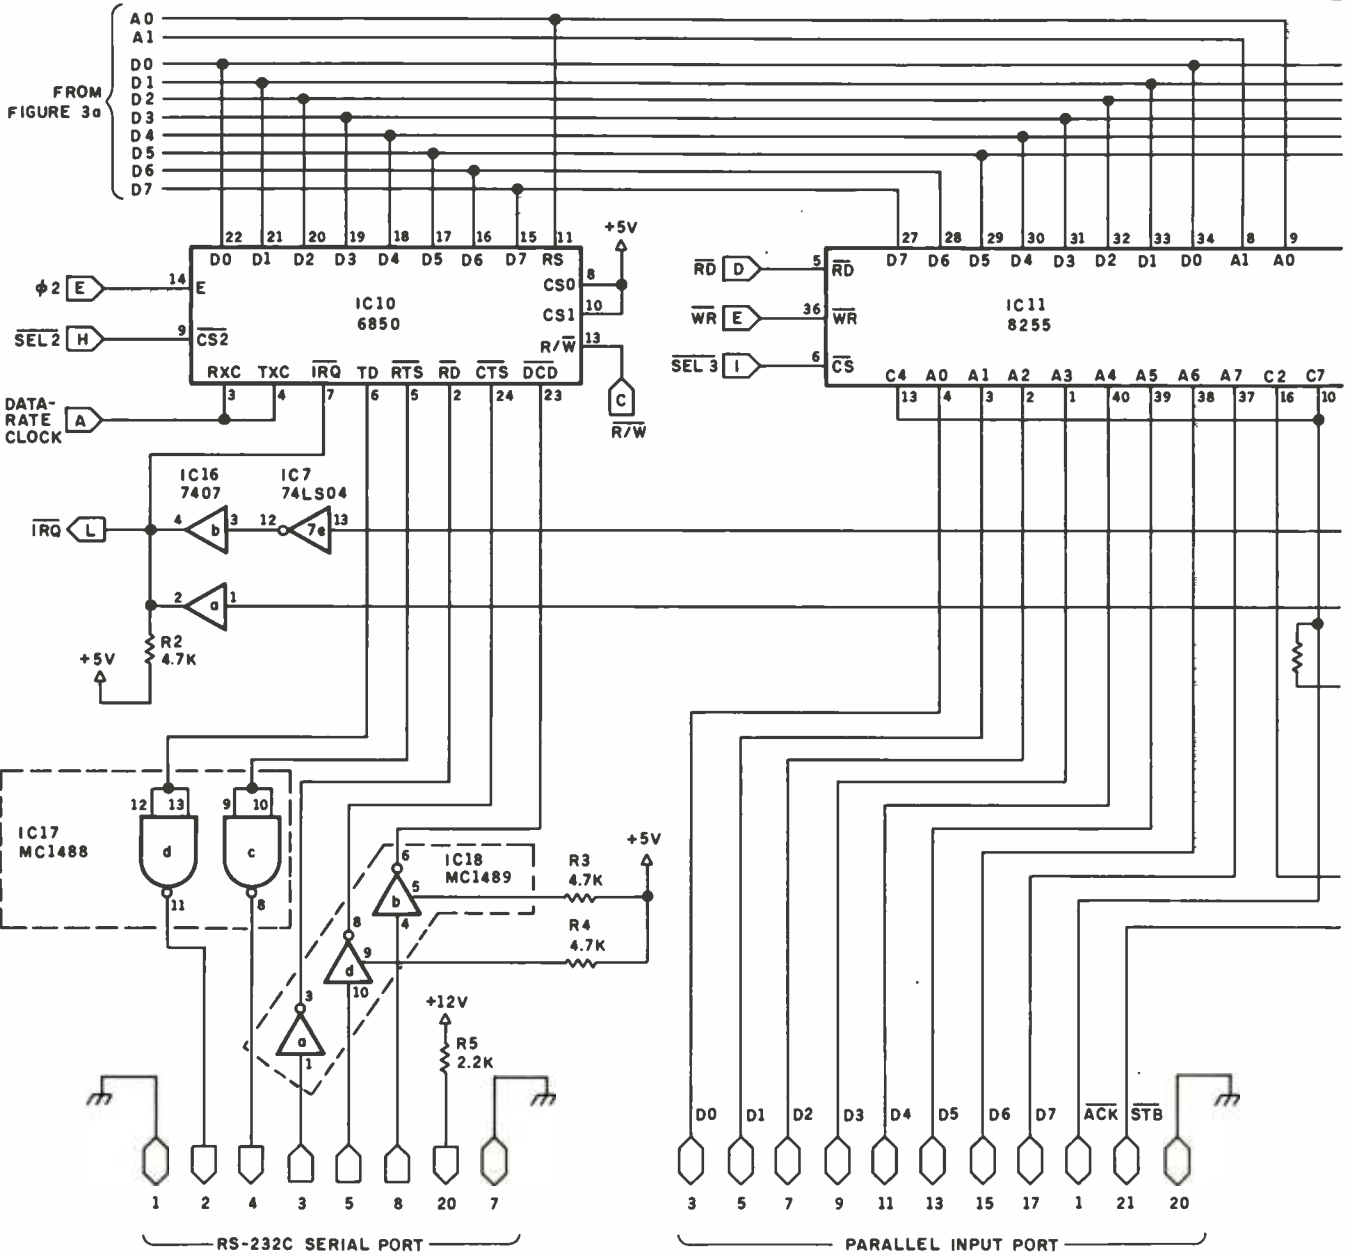 A0
A1
D0
D1
D2
D3
D4
D5
D6
D7
FROM
FIGURE 3a
22 21 20 19 18 17 16 15 11
D0 D1 D2 D3 D4 D5 D6 D7 RS
+5V
8
CS0
10
CS1
13
R/W
C
R/W
IC10
6850
φ2 E 14 E
SEL2 H 9 CS2
RXC TXC IRQ TD RTS RD CTS DCD
3 4 7 6 5 2 24 23
DATA-
RATE
CLOCK
A
27 28 29 30 31 32 33 34 8 9
D7 D6 D5 D4 D3 D2 D1 D0 A1 A0
RD D 5 RD
WR E 36 WR
SEL 3 I 6 CS
IC11
8255
C4 A0 A1 A2 A3 A4 A5 A6 A7 C2 C7
13 4 3 2 1 40 39 38 37 16 10
IC16
7407
IC7
74LS04
IRQ L 4 b 3 12 7e 13
2 a 1
R2
4.7K
+5V
12 13 9 10
IC17
MC1488
d c
11 8
IC18
MC1489
6
b
5
4
8
d
9
10
3
a
1
R3
4.7K
R4
4.7K
+5V
+12V
R5
2.2K
D0 D1 D2 D3 D4 D5 D6 D7 ACK STB
1 2 4 3 5 8 20 7
3 5 7 9 11 13 15 17 1 21 20
RS-232C SERIAL PORT
PARALLEL INPUT PORT